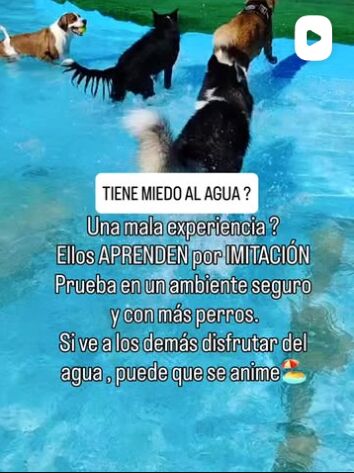 TIENE MIEDO AL AGUA ?
Una mala experiencia ?
Ellos APRENDEN por IMITACIÓN
Prueba en un ambiente seguro
y con más perros.
Si ve a los demás disfrutar del
agua , puede que se anime🏖️